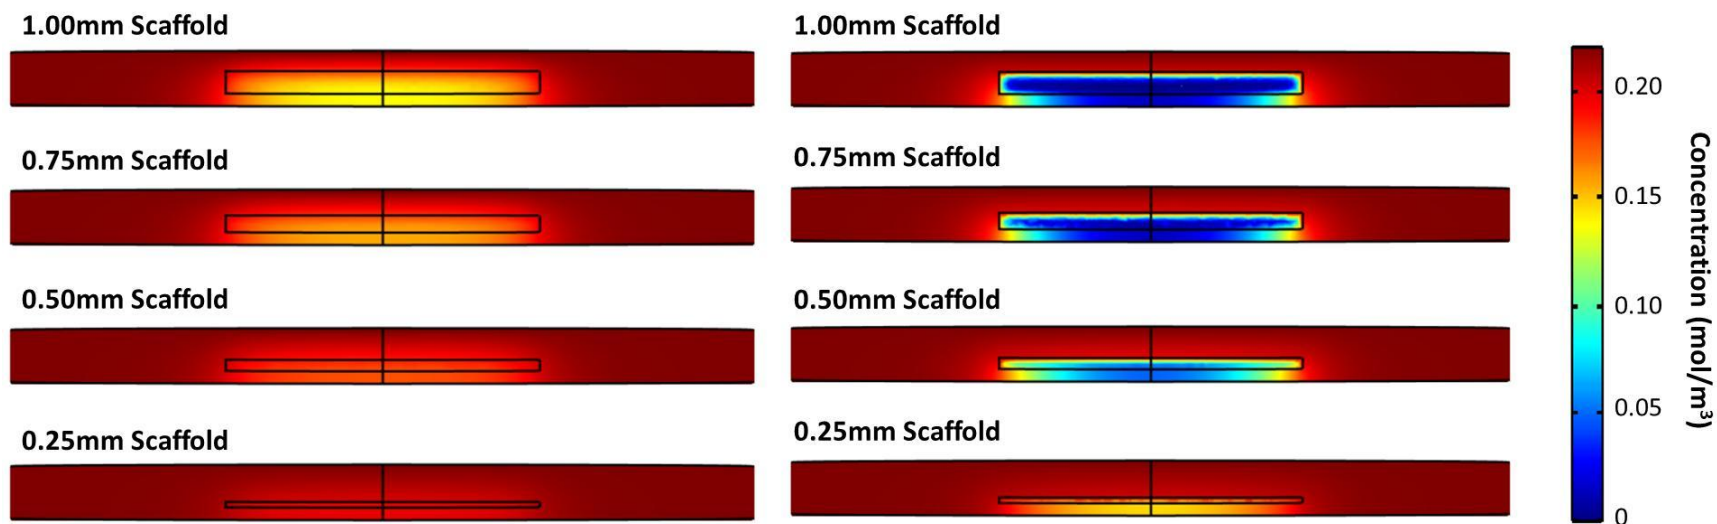 1.00mm Scaffold
1.00mm Scaffold
0.75mm Scaffold
0.75mm Scaffold
0.50mm Scaffold
0.50mm Scaffold
0.25mm Scaffold
0.25mm Scaffold
0.20
0.15
0.10
0.05
0
Concentration (mol/m³)